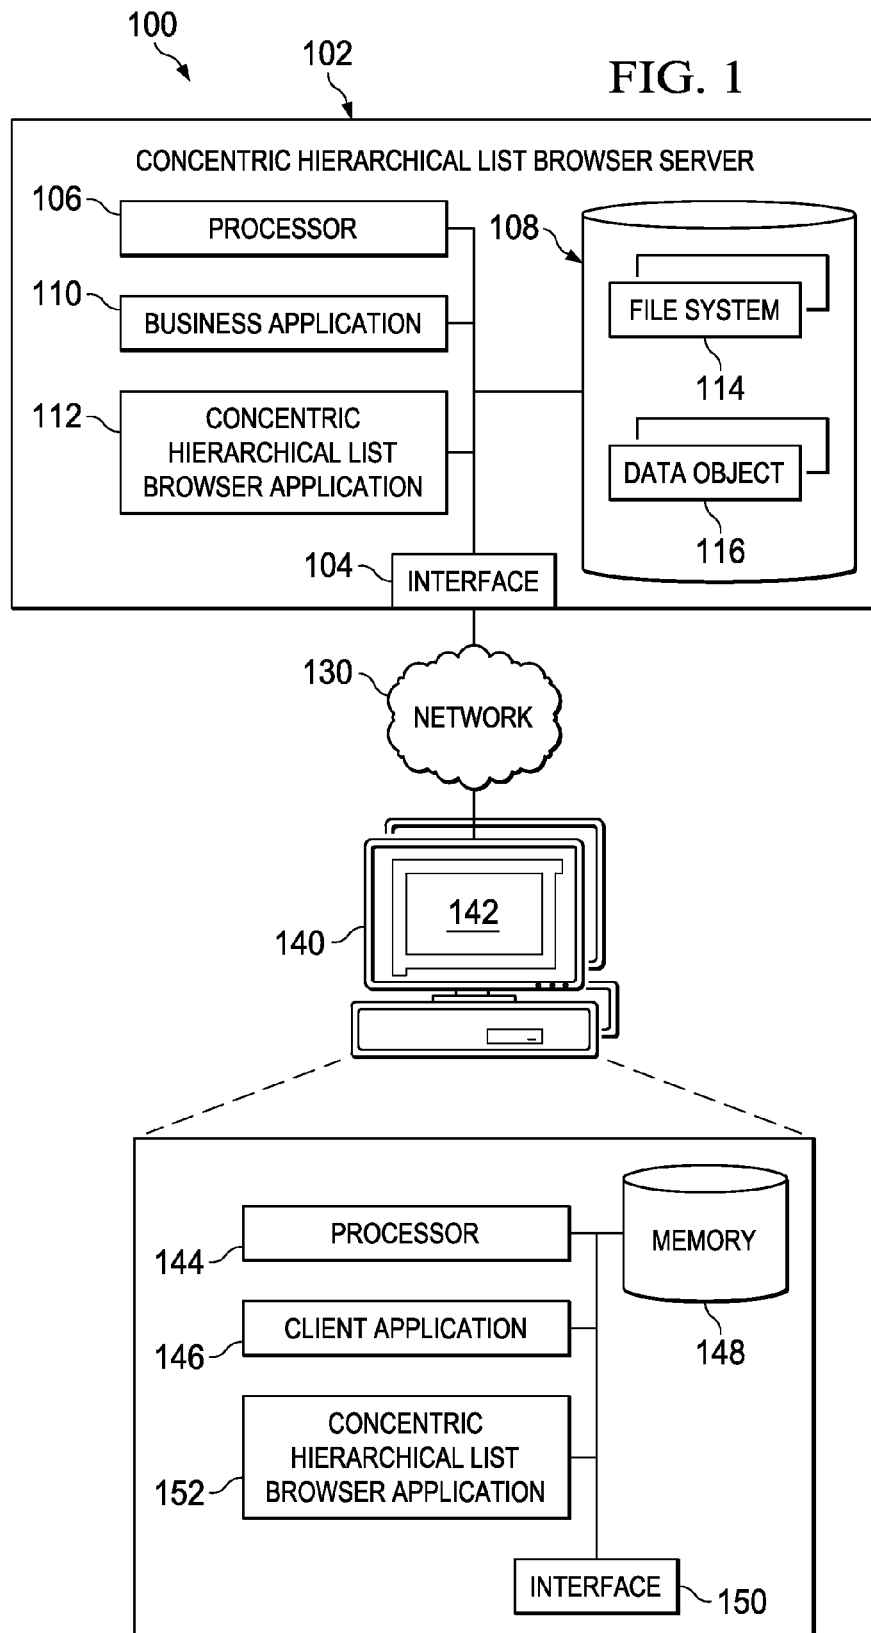 100
102
FIG. 1
CONCENTRIC HIERARCHICAL LIST BROWSER SERVER
106
PROCESSOR
108
110
BUSINESS APPLICATION
FILE SYSTEM
114
112
CONCENTRIC
HIERARCHICAL LIST
BROWSER APPLICATION
DATA OBJECT
116
104
INTERFACE
130
NETWORK
142
140
PROCESSOR
144
MEMORY
148
CLIENT APPLICATION
146
CONCENTRIC
HIERARCHICAL LIST
BROWSER APPLICATION
152
INTERFACE
150